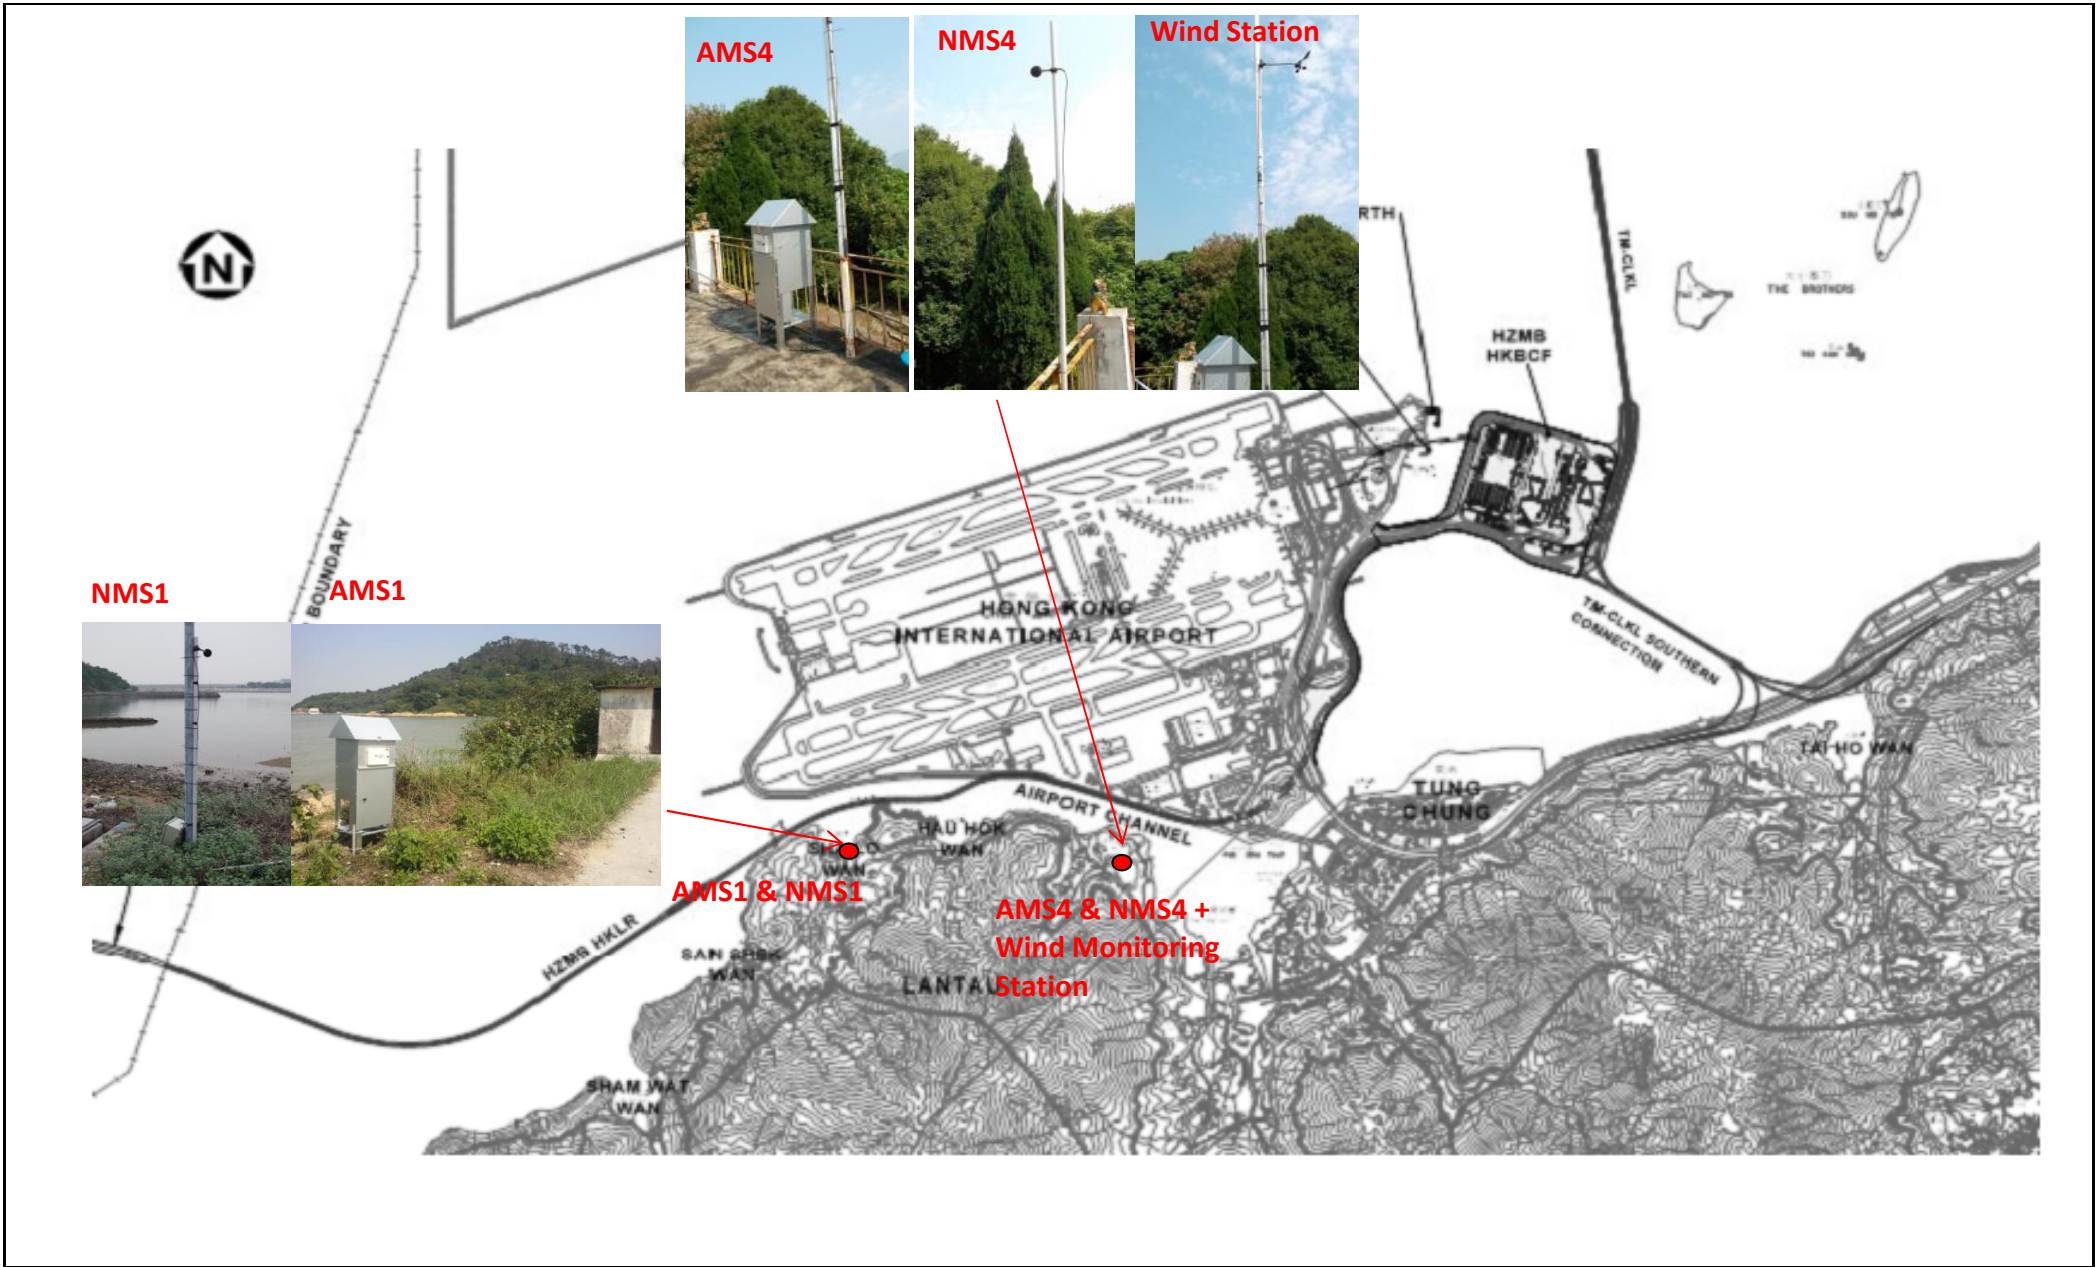 AMS4
NMS4
Wind Station
N
RTH
TM-CLKL
THE BROTHERS
HZMB
HKBCF
BOUNDARY
NMS1
AMS1
HONG KONG
INTERNATIONAL AIRPORT
TM-CLKL SOUTHERN
CONNECTION
TAI HO WAN
TUNG
CHUNG
AIRPORT CHANNEL
HAU HOK
WAN
WAN
AMS1 & NMS1
AMS4 & NMS4 +
Wind Monitoring
Station
HZMB HKLR
WAN
LANTAU
SHAM WAT
WAN